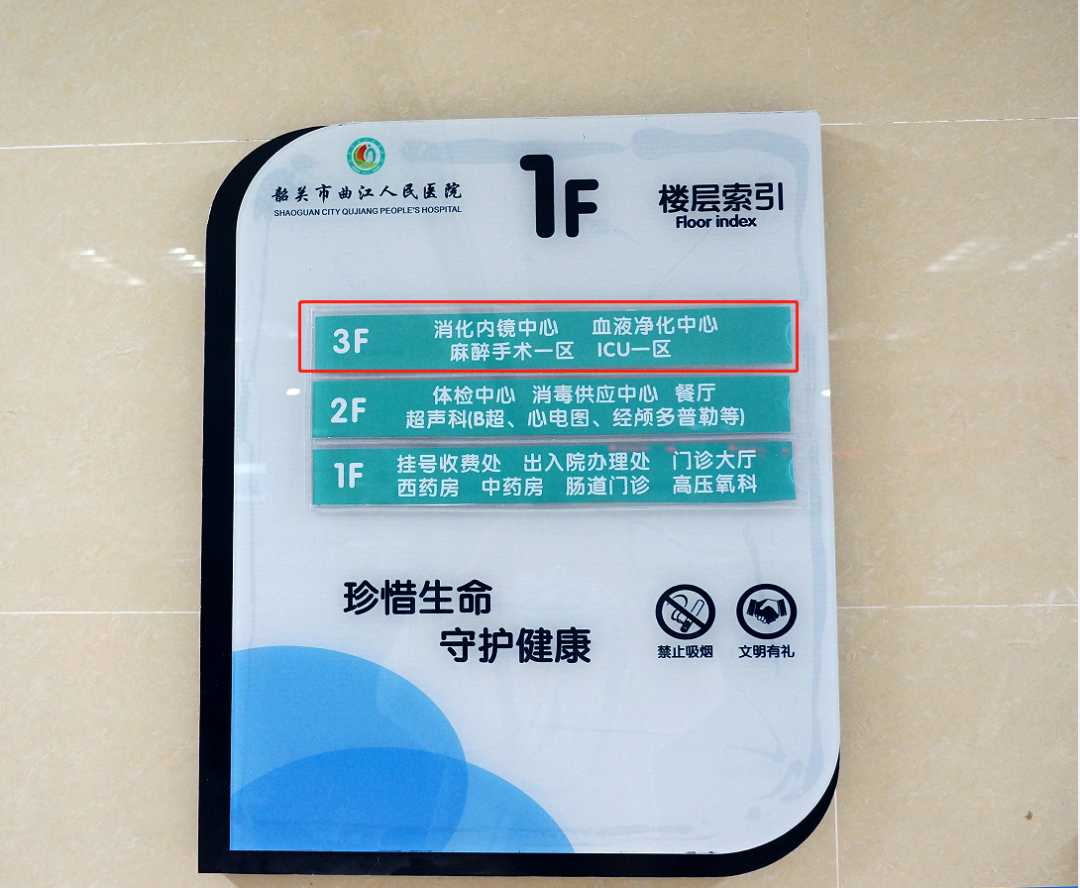 韶关市曲江人民医院
SHAOGUAN CITY QUJIANG PEOPLE'S HOSPITAL
1F
楼层索引
Floor index
3F
消化内镜中心 血液净化中心
麻醉手术一区 ICU一区
2F
体检中心 消毒供应中心 餐厅
超声科(B超、心电图、经颅多普勒等)
1F
挂号收费处 出入院办理处 门诊大厅
西药房 中药房 肠道门诊 高压氧科
珍惜生命
守护健康
禁止吸烟 文明有礼